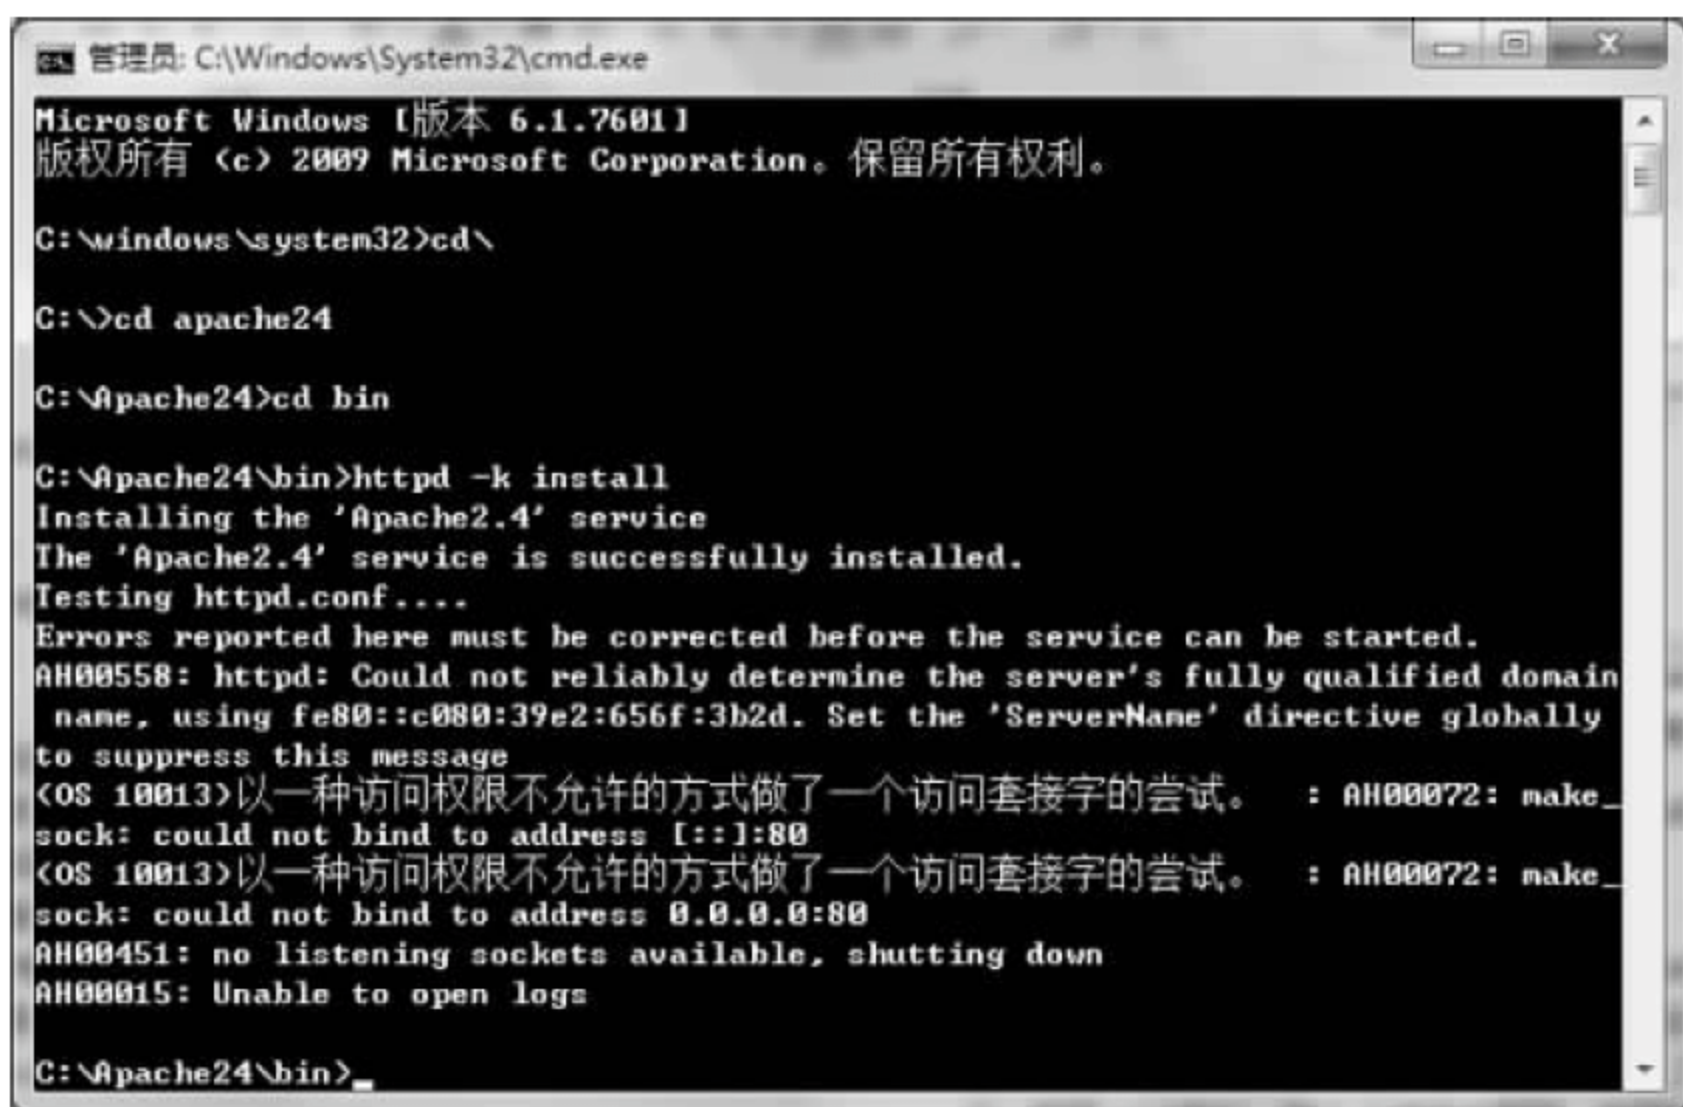 管理员: C:\Windows\System32\cmd.exe
Microsoft Windows [版本 6.1.7601]
版权所有 (c) 2009 Microsoft Corporation。保留所有权利。
C:\windows\system32>cd\
C:\>cd apache24
C:\Apache24>cd bin
C:\Apache24\bin>httpd -k install
Installing the 'Apache2.4' service
The 'Apache2.4' service is successfully installed.
Testing httpd.conf....
Errors reported here must be corrected before the service can be started.
AH00558: httpd: Could not reliably determine the server's fully qualified domain
 name, using fe80::c080:39e2:656f:3b2d. Set the 'ServerName' directive globally
to suppress this message
(OS 10013)以一种访问权限不允许的方式做了一个访问套接字的尝试。  : AH00072: make_
sock: could not bind to address [::]:80
(OS 10013)以一种访问权限不允许的方式做了一个访问套接字的尝试。  : AH00072: make_
sock: could not bind to address 0.0.0.0:80
AH00451: no listening sockets available, shutting down
AH00015: Unable to open logs
C:\Apache24\bin>_